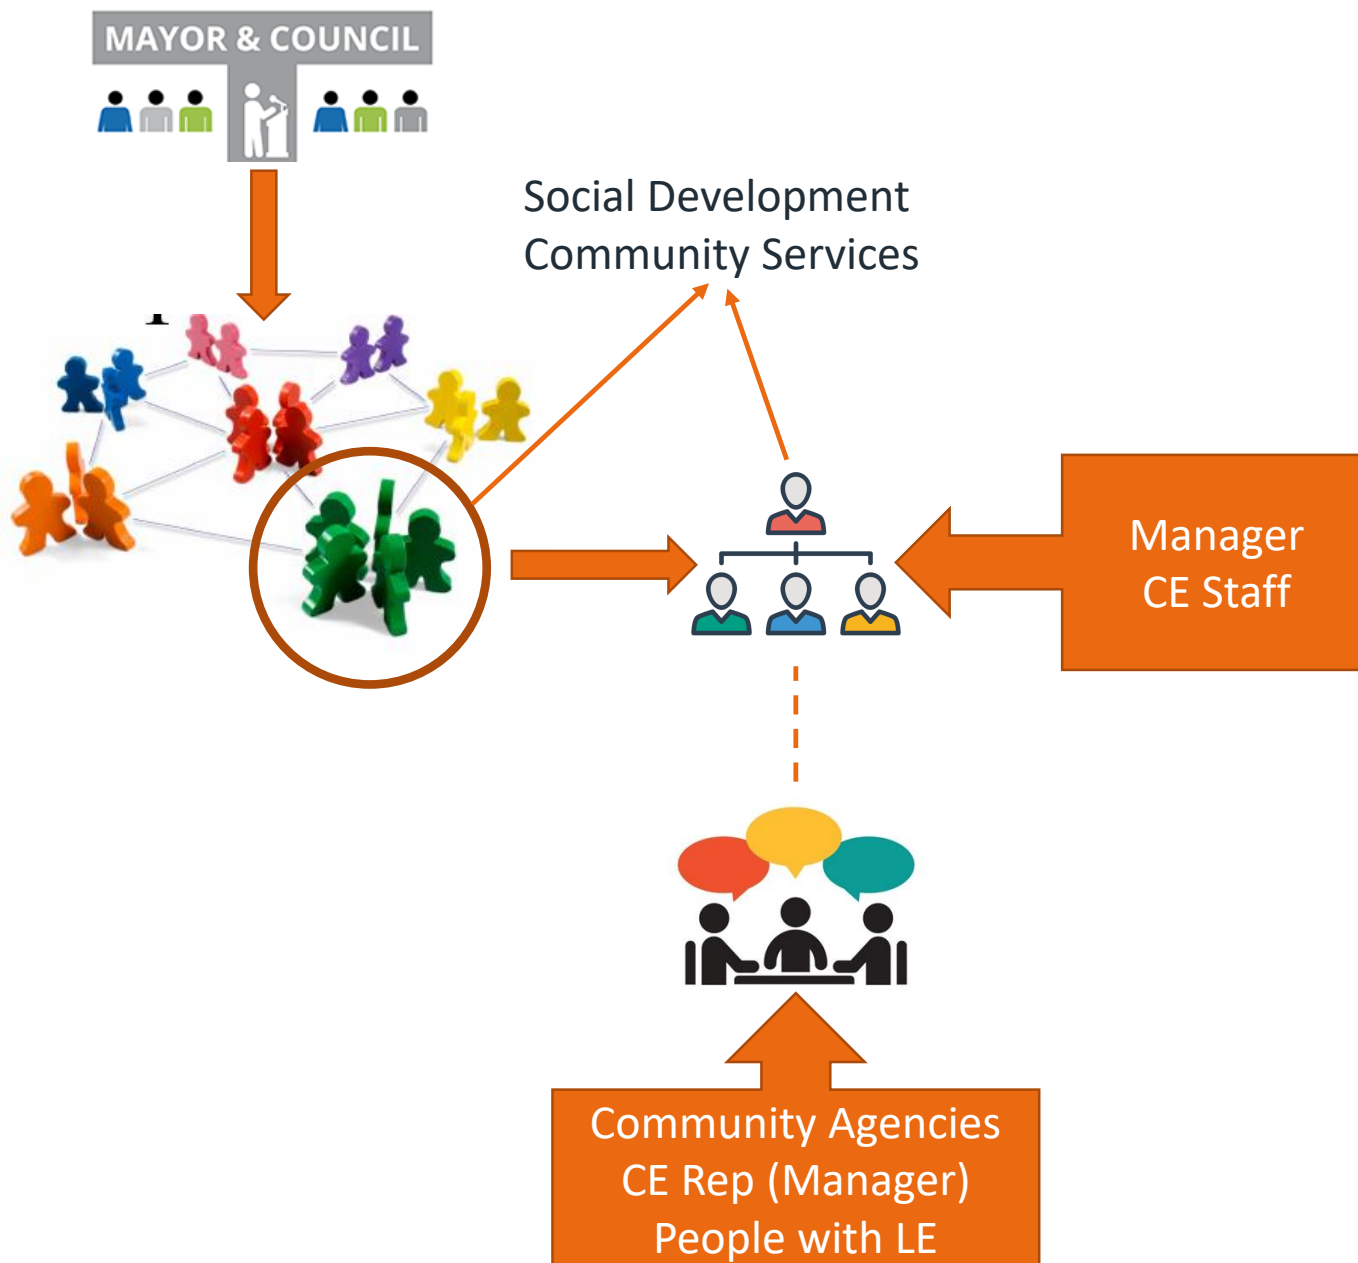 MAYOR & COUNCIL
Social Development
Community Services
Manager
CE Staff
Community Agencies
CE Rep (Manager)
People with LE